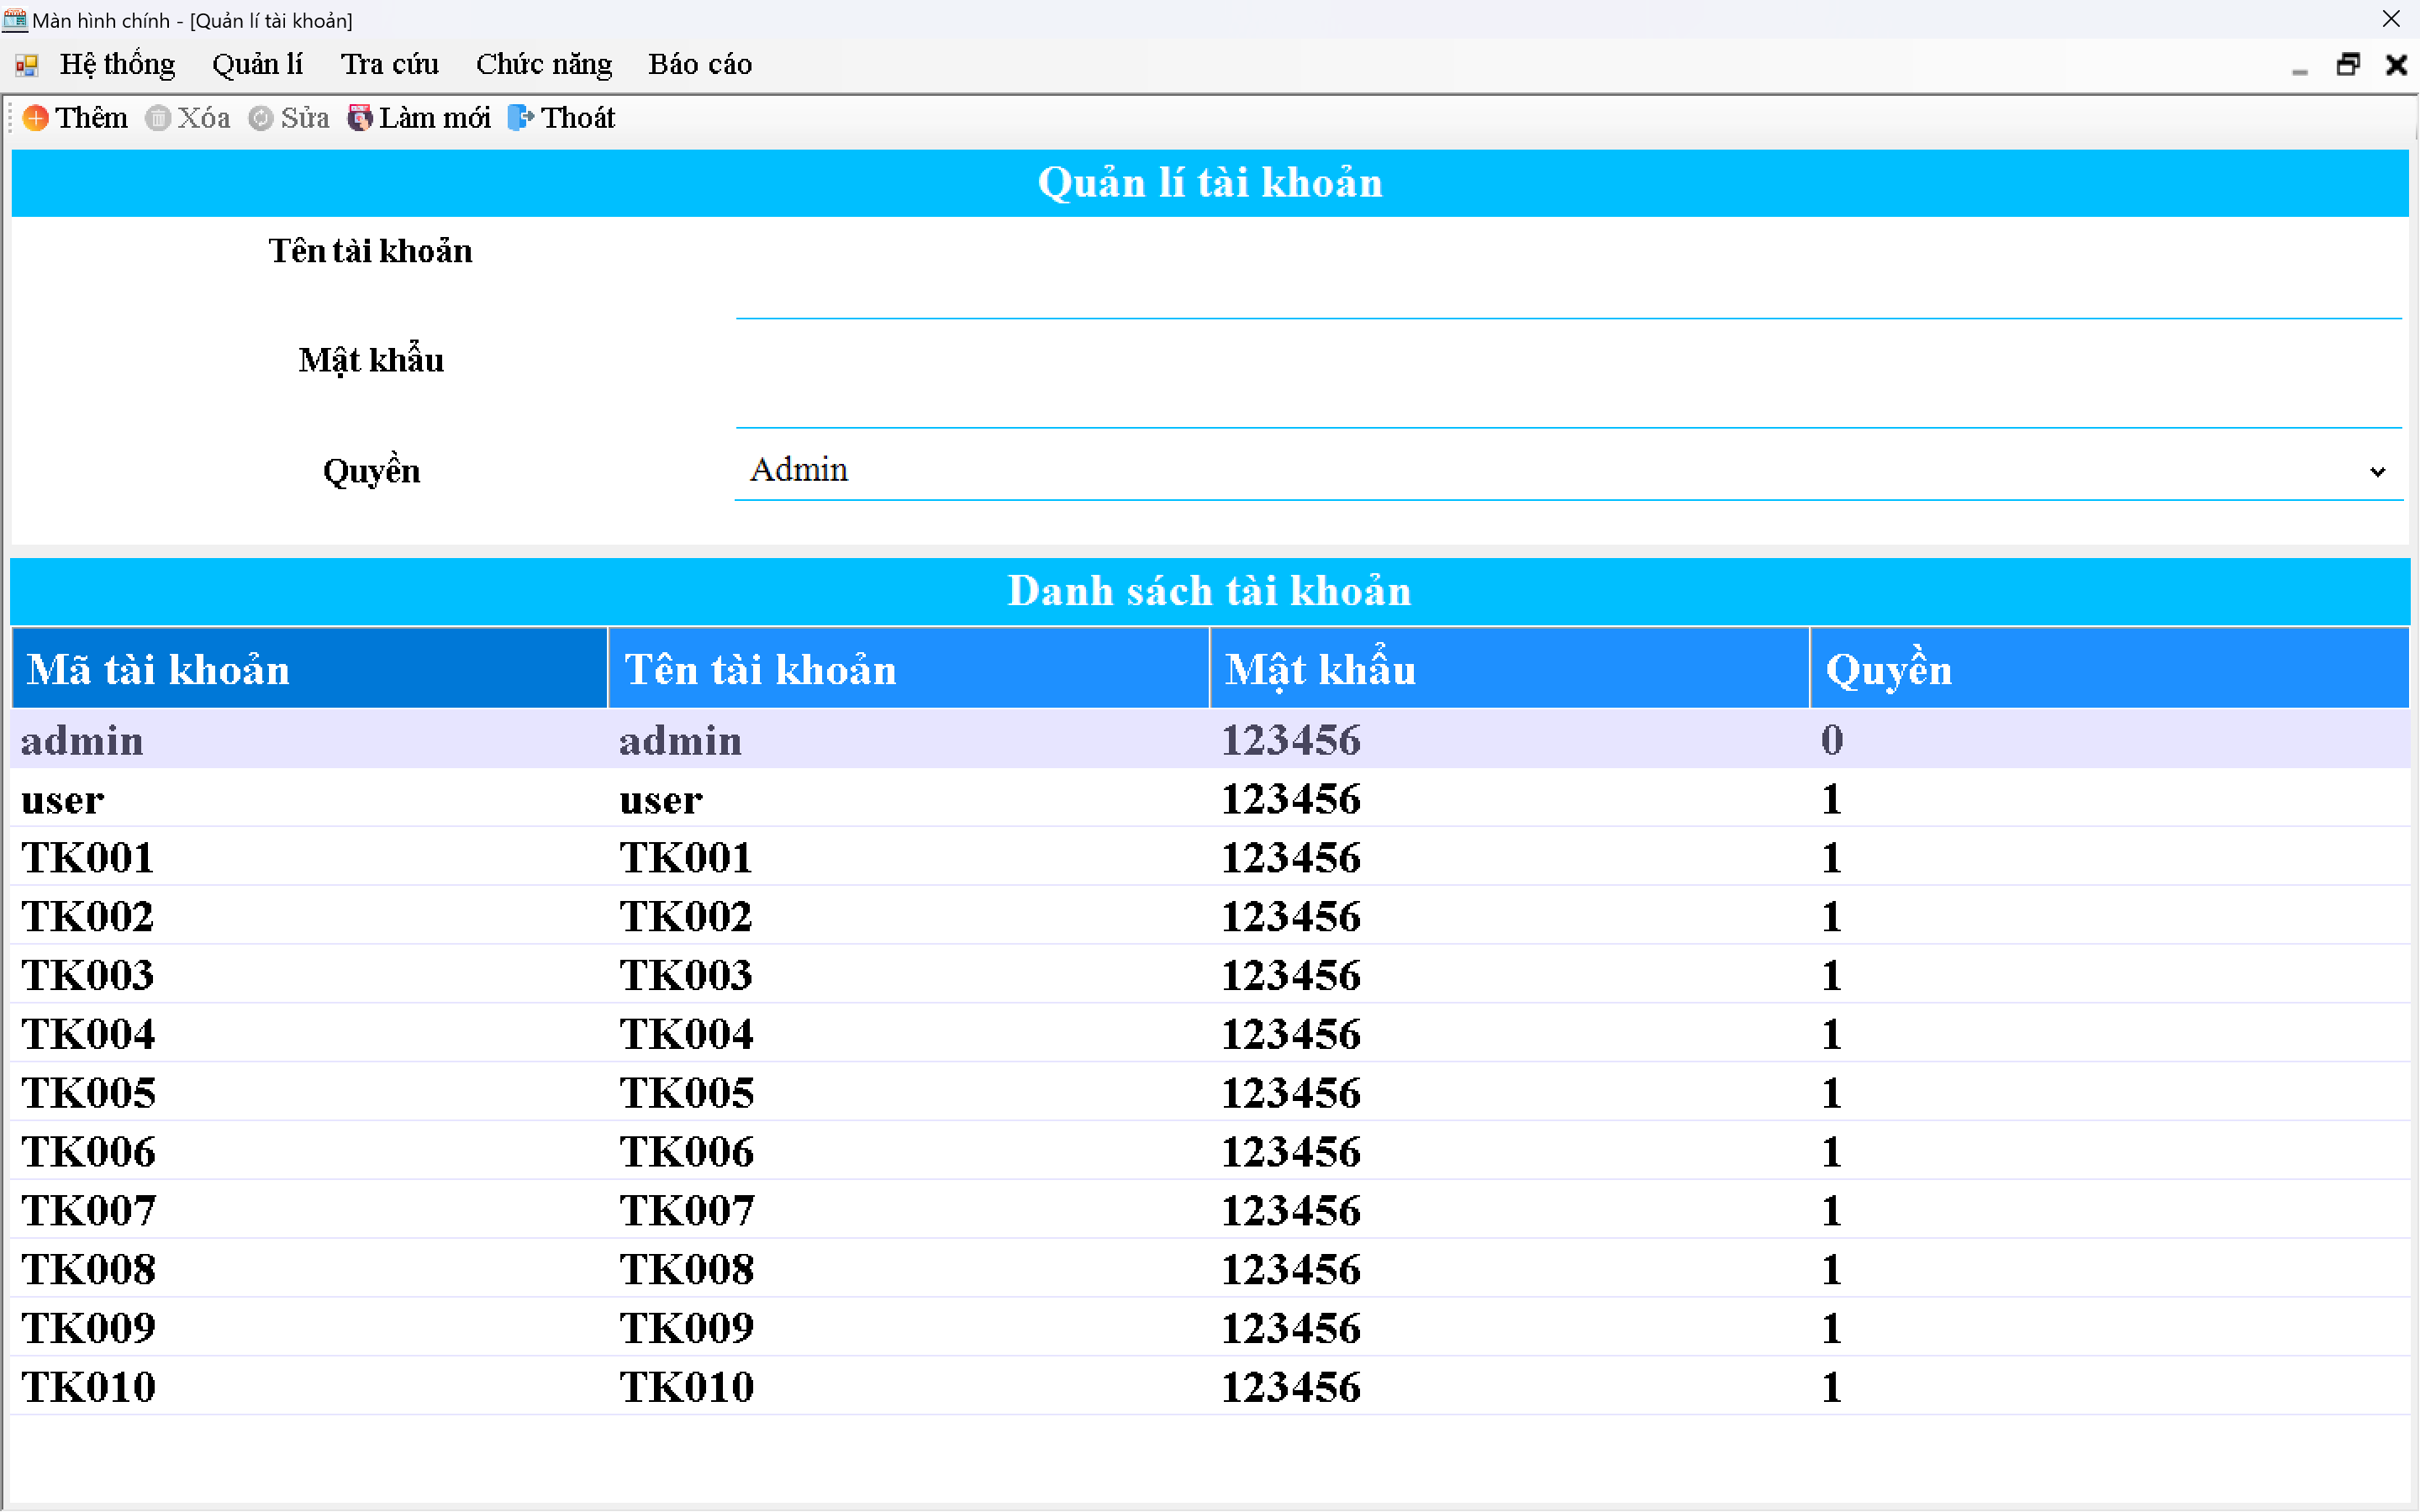 Màn hình chính - [Quản lí tài khoản]
Hệ thống Quản lí Tra cứu Chức năng Báo cáo
Thêm Xóa Sửa Làm mới Thoát
Quản lí tài khoản
Tên tài khoản
Mật khẩu
Quyền Admin
Danh sách tài khoản
Mã tài khoản Tên tài khoản Mật khẩu Quyền
admin admin 123456 0
user user 123456 1
TK001 TK001 123456 1
TK002 TK002 123456 1
TK003 TK003 123456 1
TK004 TK004 123456 1
TK005 TK005 123456 1
TK006 TK006 123456 1
TK007 TK007 123456 1
TK008 TK008 123456 1
TK009 TK009 123456 1
TK010 TK010 123456 1